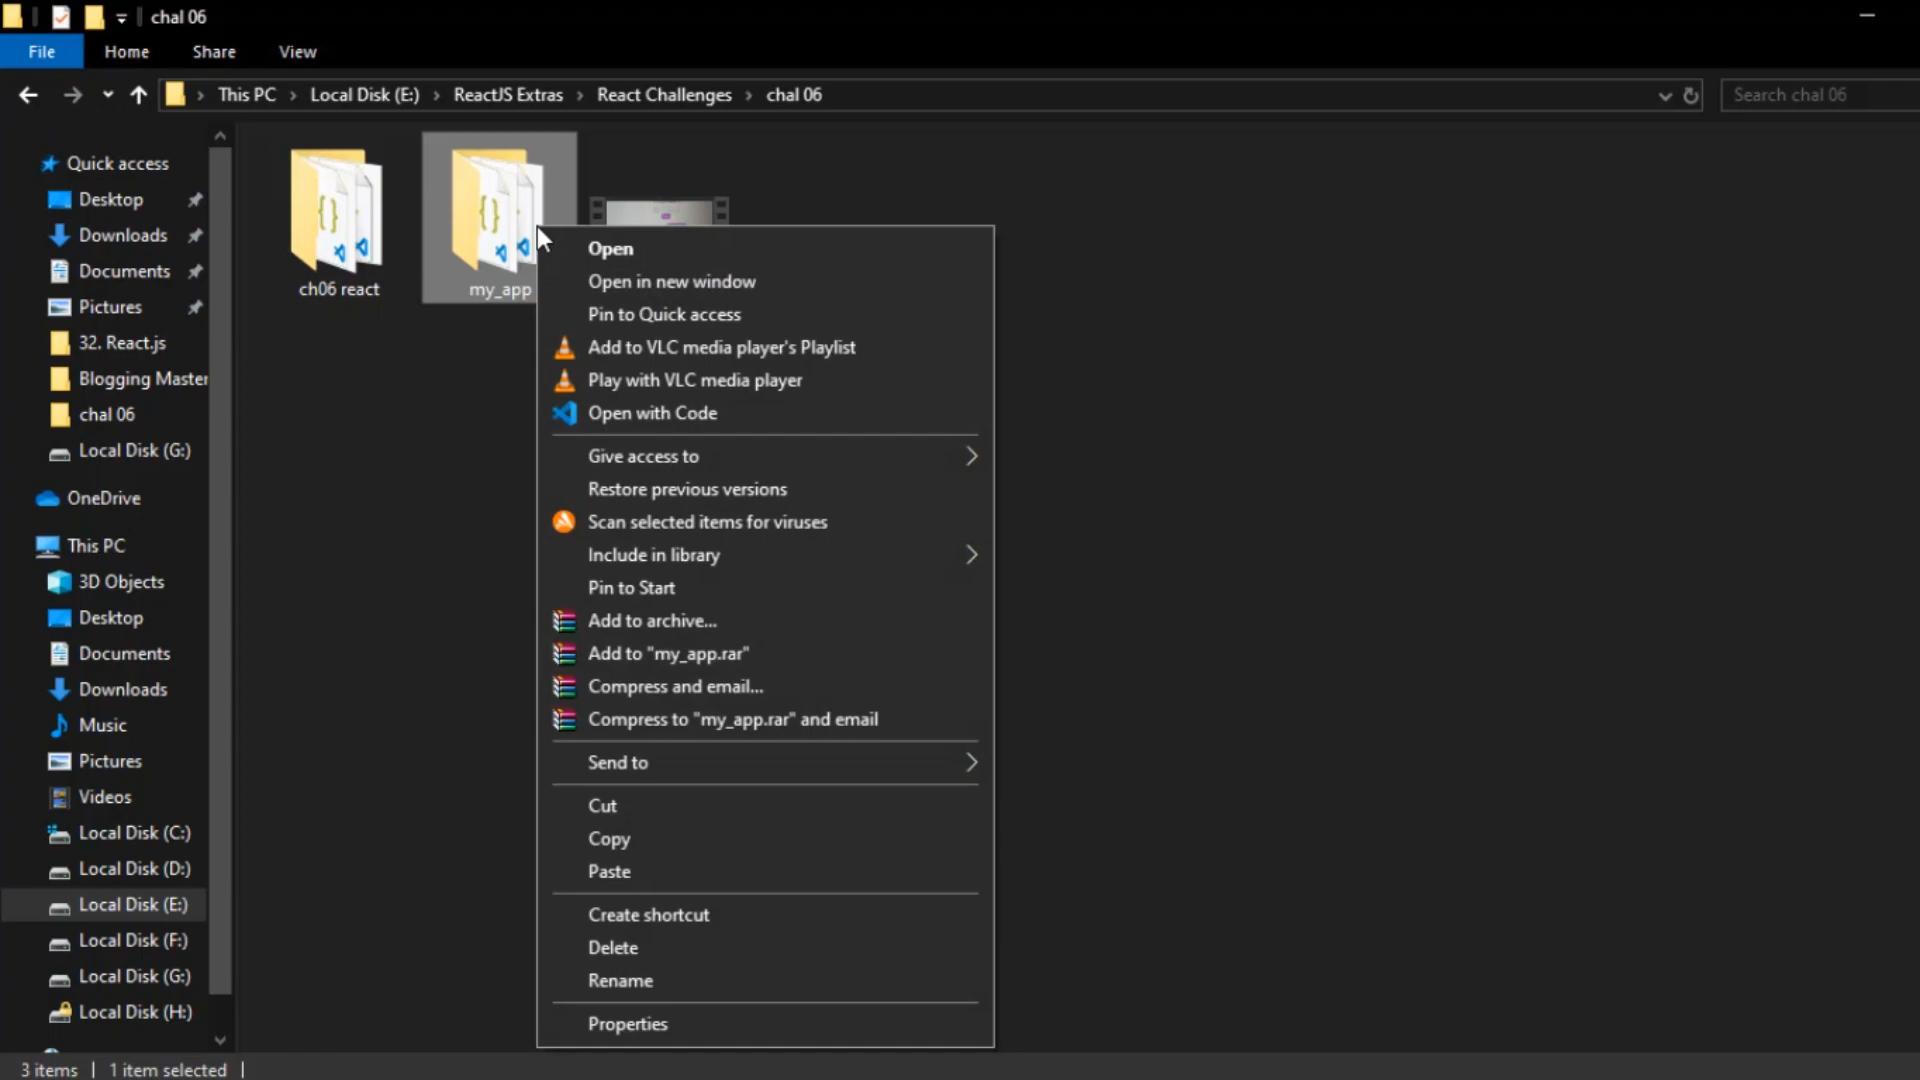 chal 06
File Home Share View
This PC Local Disk (E:) ReactJS Extras React Challenges chal 06
Search chal 06
Quick access
Desktop
Downloads
Documents
Pictures
32. React.js
Blogging Master
chal 06
Local Disk (G:)
OneDrive
This PC
3D Objects
Desktop
Documents
Downloads
Music
Pictures
Videos
Local Disk (C:)
Local Disk (D:)
Local Disk (E:)
Local Disk (F:)
Local Disk (G:)
Local Disk (H:)
ch06 react
my_app
Open
Open in new window
Pin to Quick access
Add to VLC media player's Playlist
Play with VLC media player
Open with Code
Give access to
Restore previous versions
Scan selected items for viruses
Include in library
Pin to Start
Add to archive...
Add to "my_app.rar"
Compress and email...
Compress to "my_app.rar" and email
Send to
Cut
Copy
Paste
Create shortcut
Delete
Rename
Properties
3 items | 1 item selected |